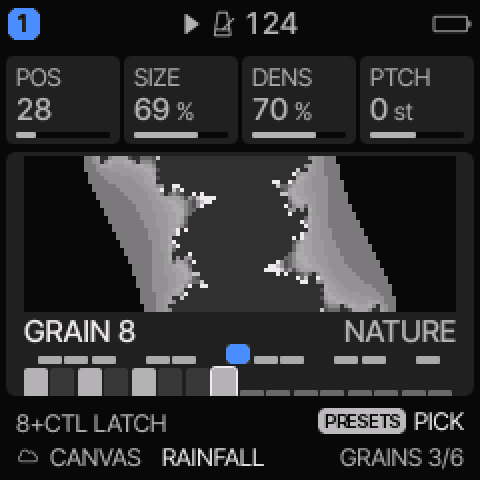 1 124
POS SIZE DENS PTCH
28 69 % 70 % 0 st
GRAIN 8 NATURE
8+CTL LATCH PRESETS PICK
CANVAS RAINFALL GRAINS 3/6